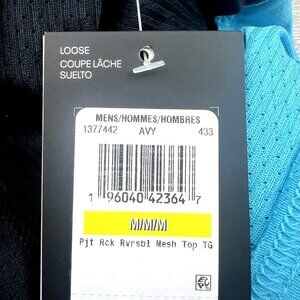 LOOSE
COUPE LÂCHE
SUELTO
MENS/HOMMES/HOMBRES
1377442 AVY 433
1 96040 42364 7
M/M/M
Pjt Rck Rvrsbl Mesh Top TG